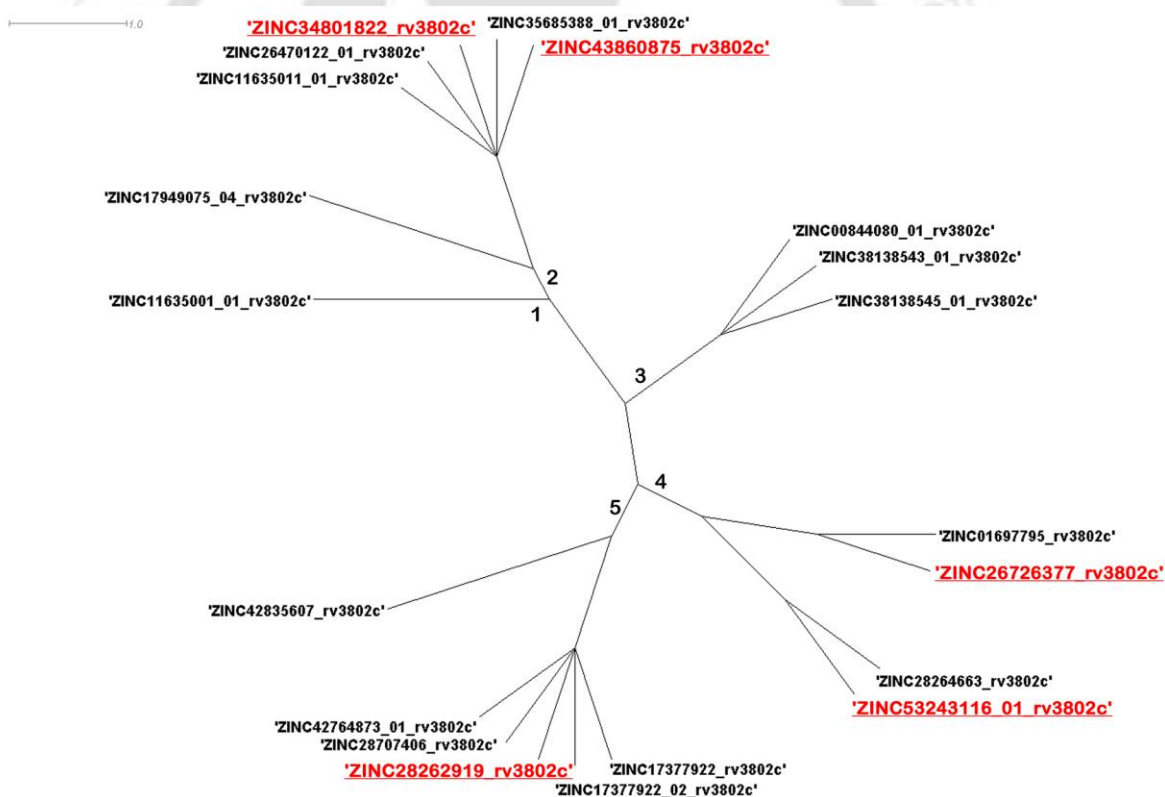 1.0
'ZINC34801822_rv3802c'
'ZINC35685388_01_rv3802c'
'ZINC43860875_rv3802c'
'ZINC26470122_01_rv3802c'
'ZINC11635011_01_rv3802c'
'ZINC17949075_04_rv3802c'
'ZINC00844080_01_rv3802c'
'ZINC38138543_01_rv3802c'
2
'ZINC11635001_01_rv3802c'
'ZINC38138545_01_rv3802c'
1
3
4
5
'ZINC01697795_rv3802c'
'ZINC26726377_rv3802c'
'ZINC42835607_rv3802c'
'ZINC28264663_rv3802c'
'ZINC53243116_01_rv3802c'
'ZINC42764873_01_rv3802c'
'ZINC28707406_rv3802c'
'ZINC28262919_rv3802c'
'ZINC17377922_rv3802c'
'ZINC17377922_02_rv3802c'